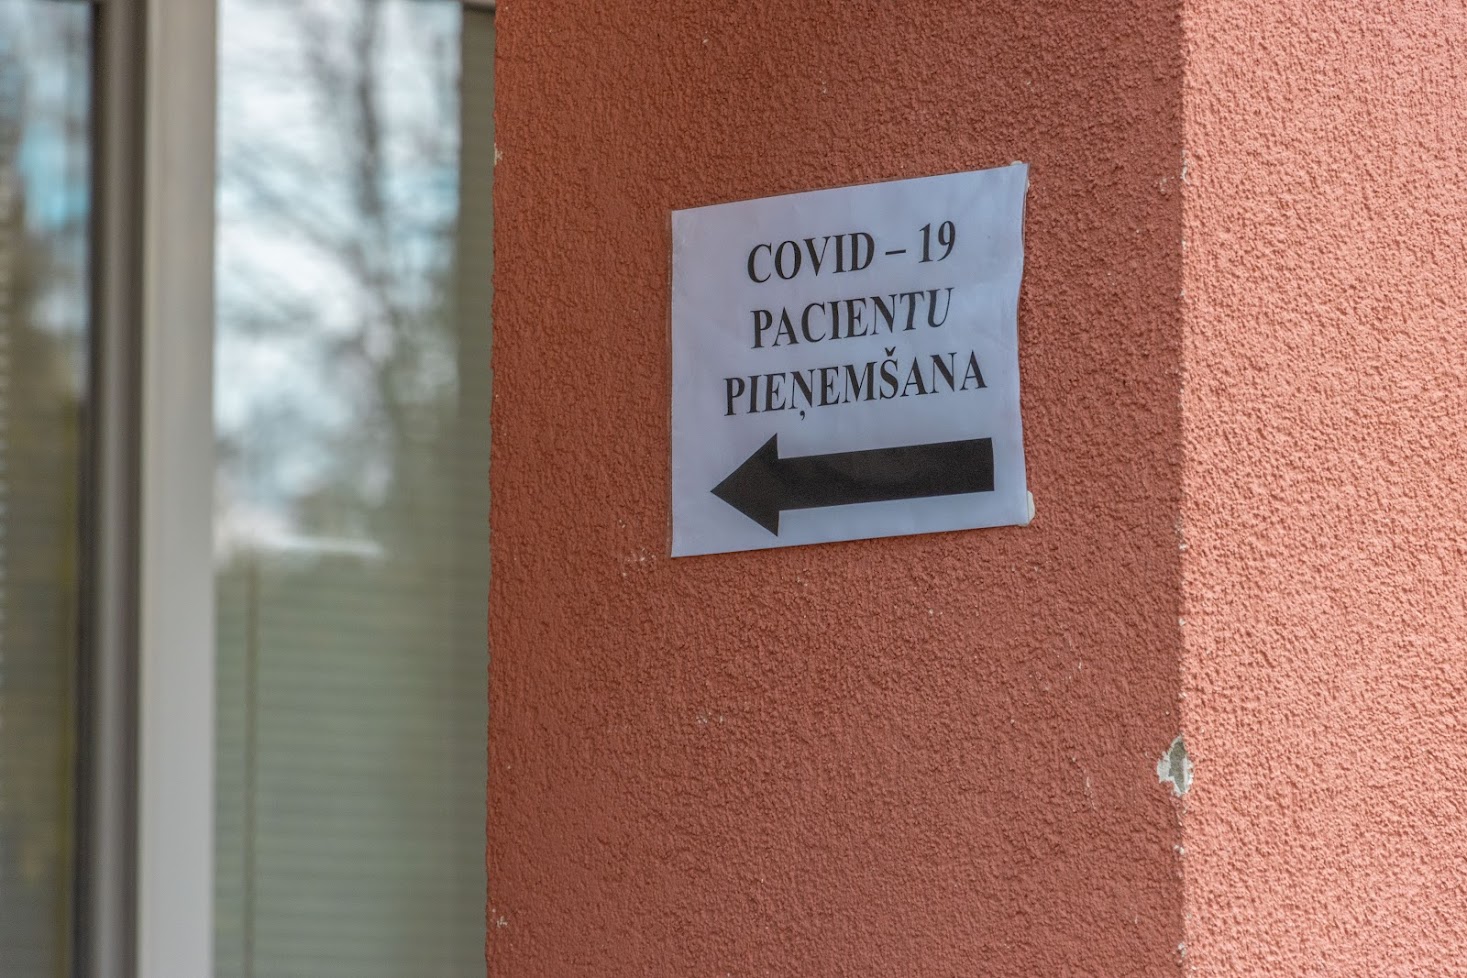 COVID – 19
PACIENTU
PIEŅEMŠANA